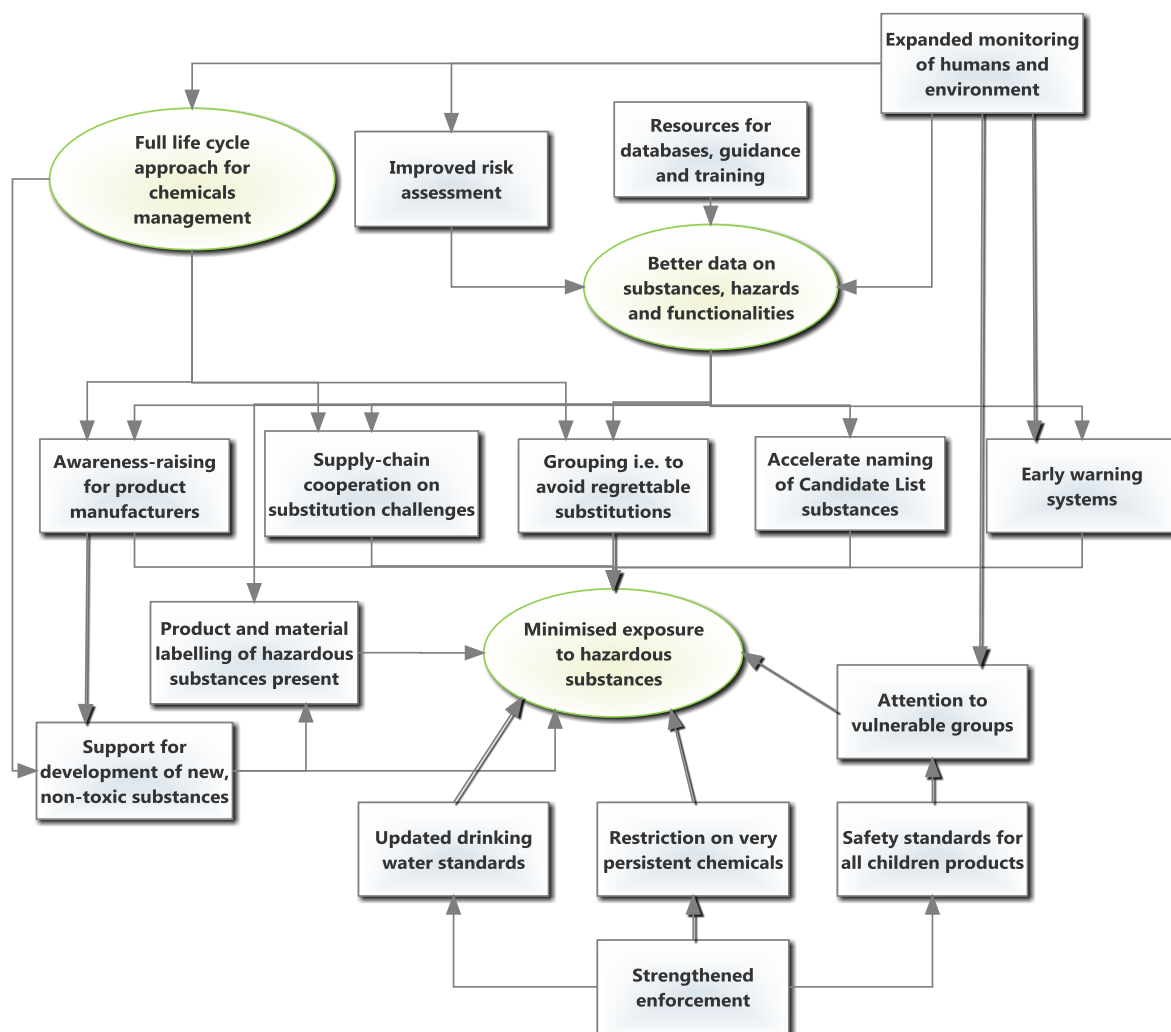 Expanded monitoring
of humans and
environment
Full life cycle
approach for
chemicals
management
Improved risk
assessment
Resources for
databases, guidance
and training
Better data on
substances, hazards
and functionalities
Awareness-raising
for product
manufacturers
Supply-chain
cooperation on
substitution challenges
Grouping i.e. to
avoid regrettable
substitutions
Accelerate naming
of Candidate List
substances
Early warning
systems
Product and material
labelling of hazardous
substances present
Minimised exposure
to hazardous
substances
Attention to
vulnerable groups
Support for
development of new,
non-toxic substances
Updated drinking
water standards
Restriction on very
persistent chemicals
Safety standards for
all children products
Strengthened
enforcement